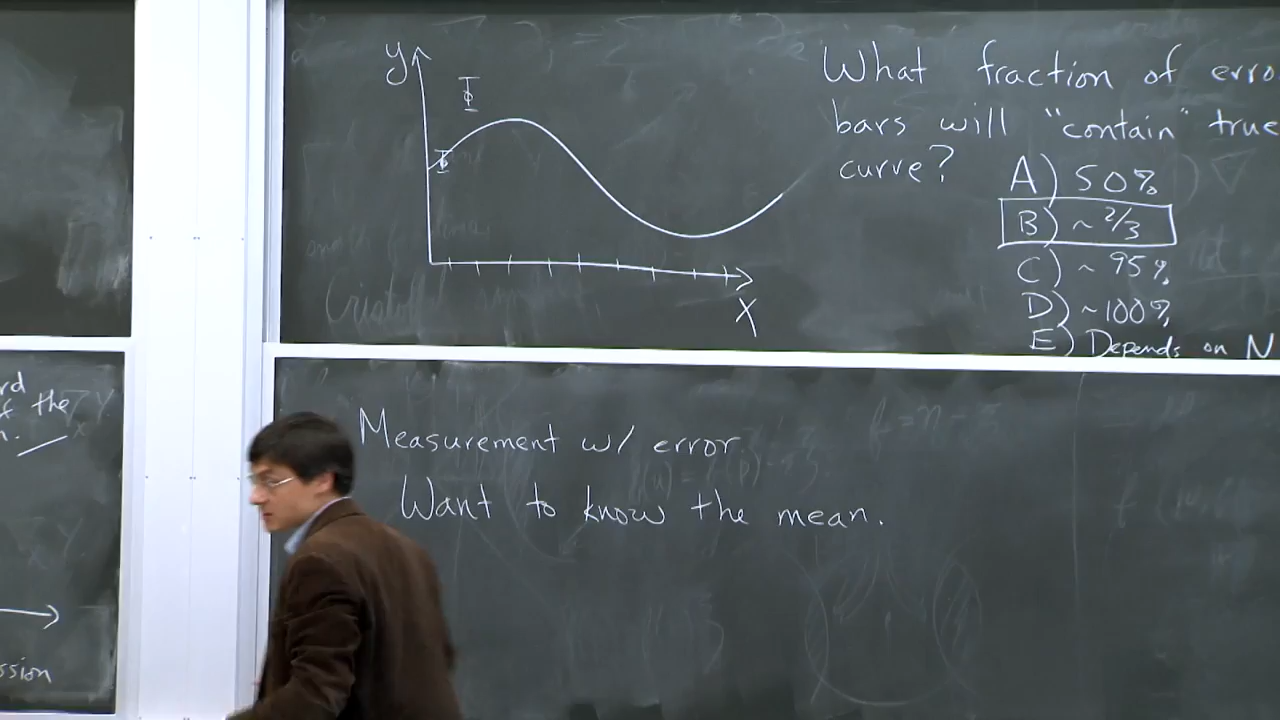 y
X
What fraction of erro
bars will "contain" true
curve?
A) 50%
B) ~ 2/3
C) ~ 95%
D) ~100%
E) Depends on N
rd
the
Measurement w/ error.
Want to know the mean.
ssion